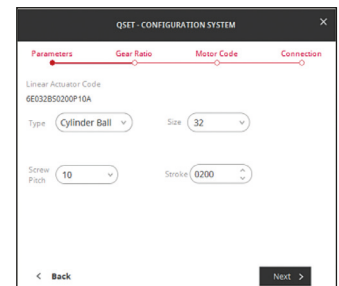 QSET - CONFIGURATION SYSTEM ×
Parameters Gear Ratio Motor Code Connection
Linear Actuator Code
6E032BS0200P10A
Type Cylinder Ball Size 32
Screw Pitch 10 Stroke 0200
< Back Next >